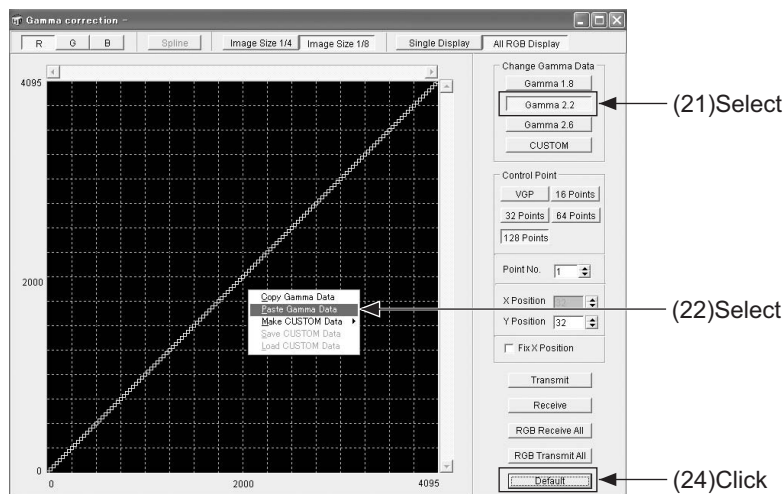 Gamma correction -
R G B Spline Image Size 1/4 Image Size 1/8 Single Display All RGB Display
4095
2000
0
0 2000 4095
Copy Gamma Data
Paste Gamma Data
Make CUSTOM Data
Save CUSTOM Data
Load CUSTOM Data
Change Gamma Data
Gamma 1.8
Gamma 2.2
Gamma 2.6
CUSTOM
Control Point
VGP 16 Points
32 Points 64 Points
128 Points
Point No. 1
X Position
Y Position 32
Fix X Position
Transmit
Receive
RGB Receive All
RGB Transmit All
Default
(21)Select
(22)Select
(24)Click